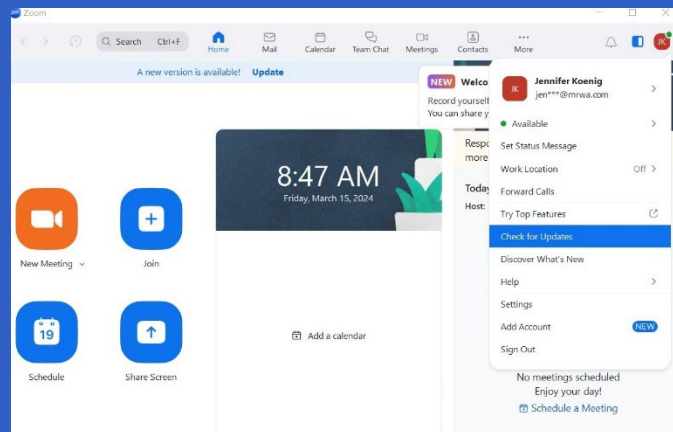 zoom Zoom
Search Ctrl+F
Home
Mail
Calendar
Team Chat
Meetings
Contacts
More
JK
A new version is available! Update
NEW Welco
Record yourself
You can share y
Respo
more
Today
Host:
8:47 AM
Friday, March 15, 2024
Add a calendar
New Meeting
Join
19
Schedule
Share Screen
JK
Jennifer Koenig
jen***@mrwa.com
Available
Set Status Message
Work Location Off
Forward Calls
Try Top Features
Check for Updates
Discover What's New
Help
Settings
Add Account NEW
Sign Out
No meetings scheduled
Enjoy your day!
Schedule a Meeting